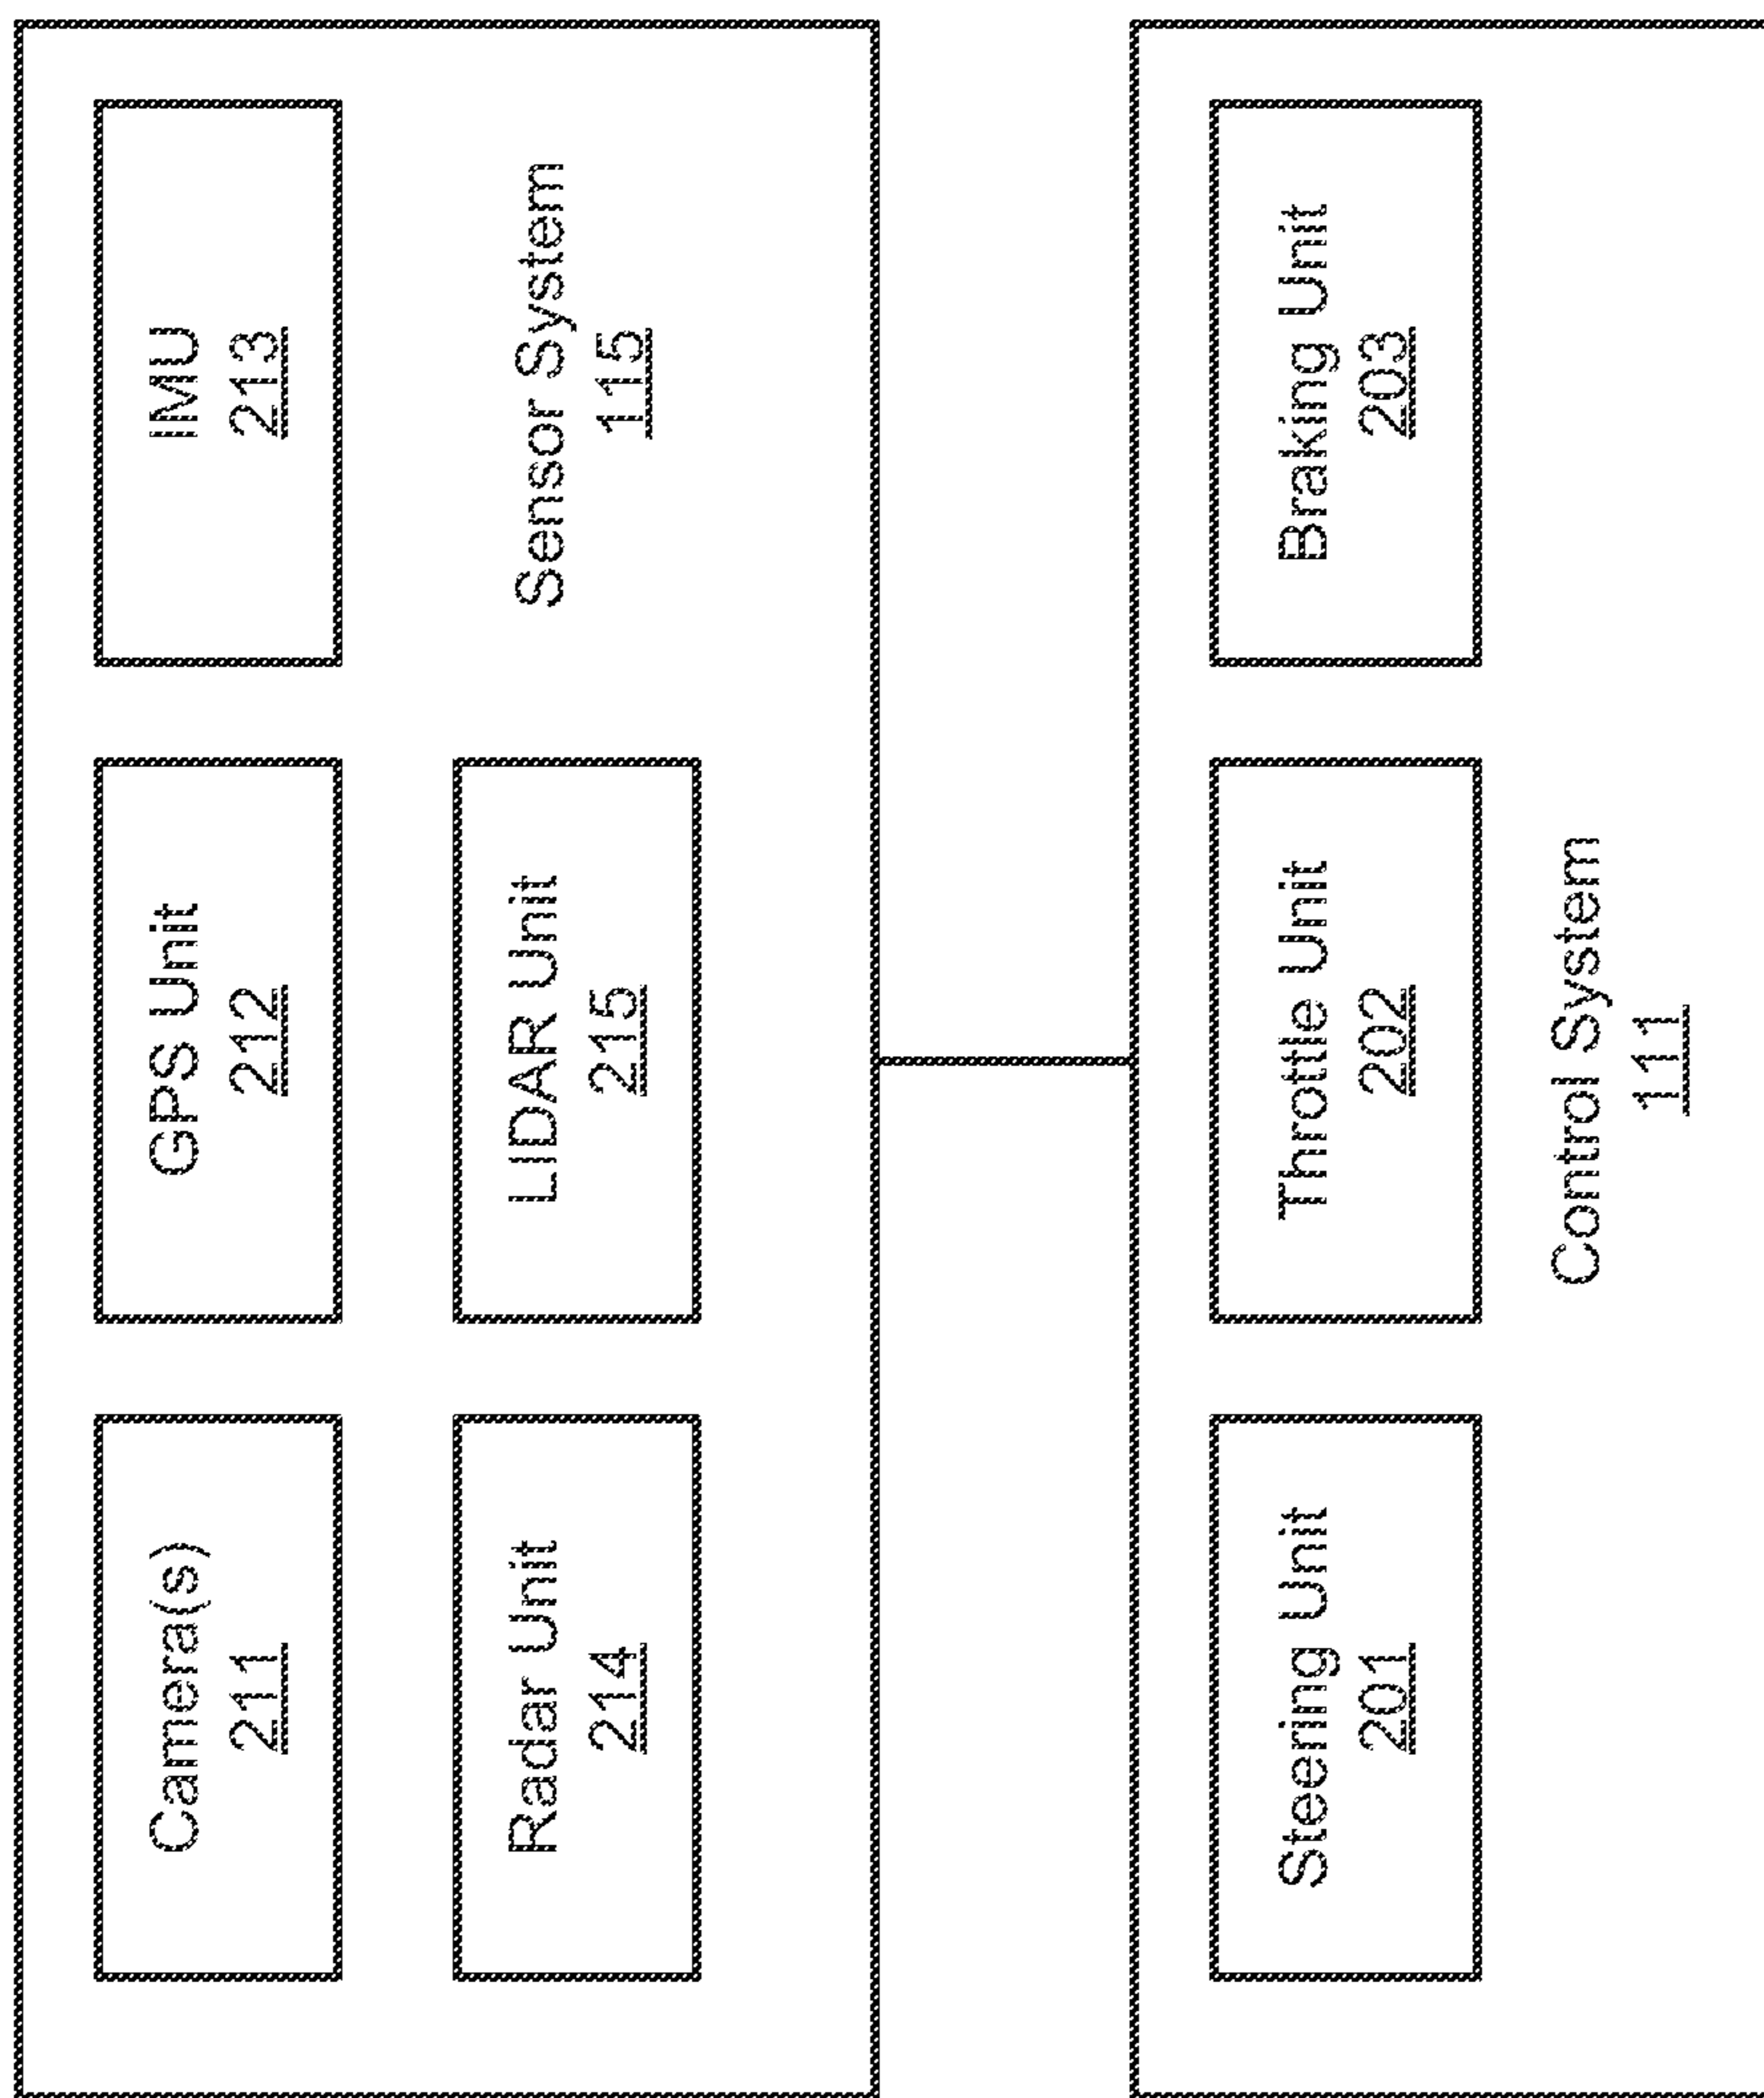 Camera(s)
211
GPS Unit
212
IMU
213
Radar Unit
214
LIDAR Unit
215
Sensor System
115
Steering Unit
201
Throttle Unit
202
Braking Unit
203
Control System
111